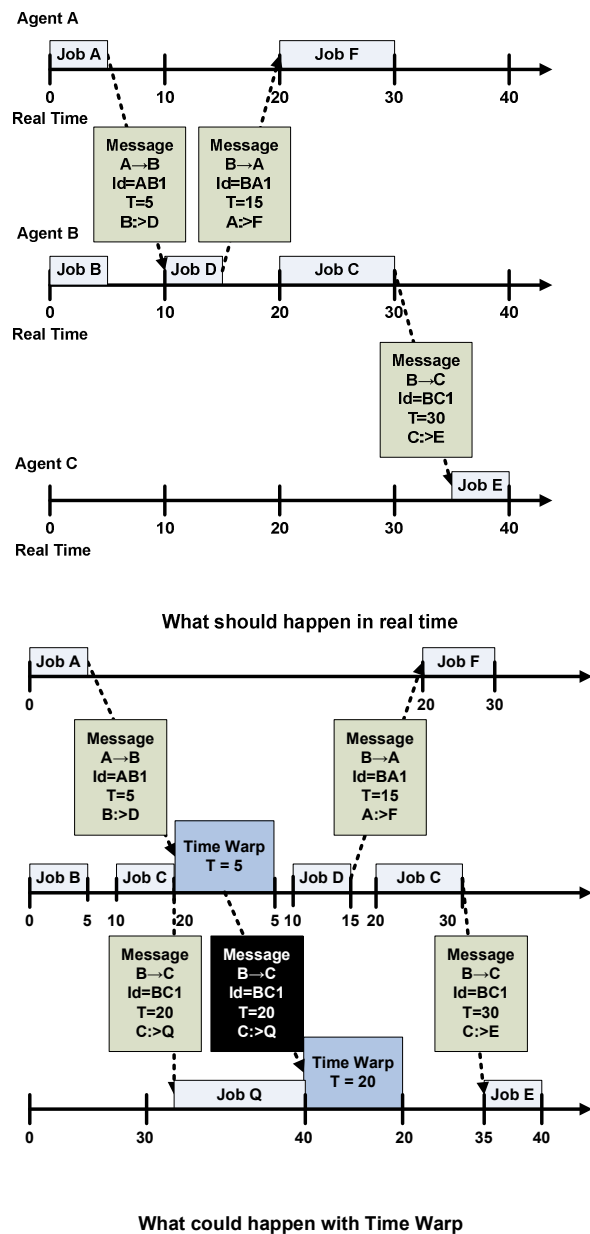 Agent A
Job A
Job F
0
10
20
30
40
Real Time
Message
A→B
Id=AB1
T=5
B:>D
Message
B→A
Id=BA1
T=15
A:>F
Agent B
Job B
Job D
Job C
0
10
20
30
40
Real Time
Message
B→C
Id=BC1
T=30
C:>E
Agent C
Job E
0
10
20
30
40
Real Time
What should happen in real time
Job A
Job F
0
20
30
Message
A→B
Id=AB1
T=5
B:>D
Message
B→A
Id=BA1
T=15
A:>F
Time Warp
T = 5
Job B
Job C
Job D
Job C
0
5
10
20
5
10
15
20
30
Message
B→C
Id=BC1
T=20
C:>Q
Message
B→C
Id=BC1
T=20
C:>Q
Message
B→C
Id=BC1
T=30
C:>E
Time Warp
T = 20
Job Q
Job E
0
30
40
20
35
40
What could happen with Time Warp